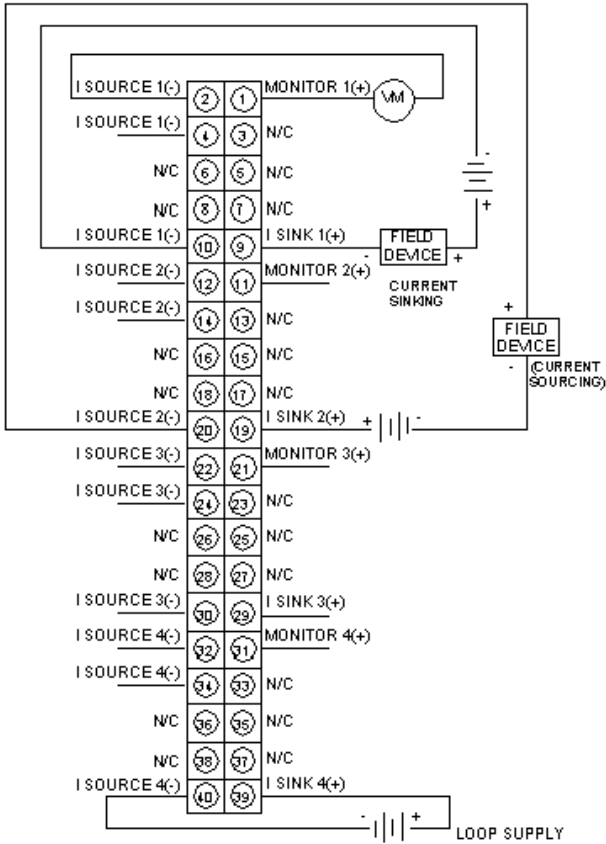 I SOURCE 1(-) 2 1 MONITOR 1(+) VM
I SOURCE 1(-) 4 3 N/C
N/C 6 5 N/C
N/C 8 7 N/C
- +
I SOURCE 1(-) 10 9 I SINK 1(+)
- FIELD DEVICE +
CURRENT SINKING
I SOURCE 2(-) 12 11 MONITOR 2(+)
I SOURCE 2(-) 14 13 N/C
+ FIELD DEVICE -
(CURRENT SOURCING)
N/C 16 15 N/C
N/C 18 17 N/C
I SOURCE 2(-) 20 19 I SINK 2(+) + -
I SOURCE 3(-) 22 21 MONITOR 3(+)
I SOURCE 3(-) 24 23 N/C
N/C 26 25 N/C
N/C 28 27 N/C
I SOURCE 3(-) 30 29 I SINK 3(+)
I SOURCE 4(-) 32 31 MONITOR 4(+)
I SOURCE 4(-) 34 33 N/C
N/C 36 35 N/C
N/C 38 37 N/C
I SOURCE 4(-) 40 39 I SINK 4(+)
- + LOOP SUPPLY